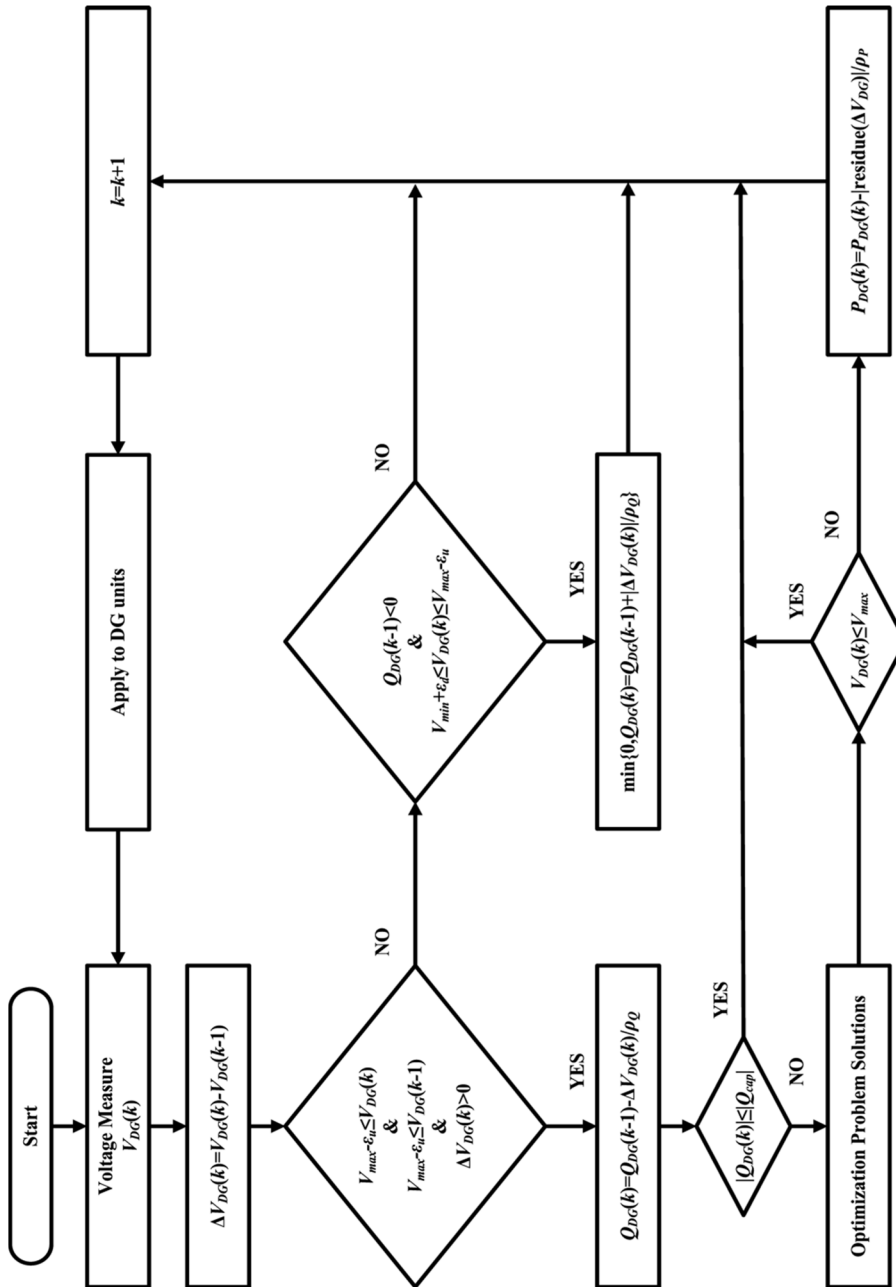 Start
Voltage Measure
V_DG(k)
ΔV_DG(k)=V_DG(k)-V_DG(k-1)
V_max-ε_u≤V_DG(k)
&
V_max-ε_u≤V_DG(k-1)
&
ΔV_DG(k)>0
NO
YES
Q_DG(k)=Q_DG(k-1)-ΔV_DG(k)/ρ_Q
|Q_DG(k)|≤|Q_cap|
YES
NO
Optimization Problem Solutions
Apply to DG units
Q_DG(k-1)<0
&
V_min+ε_d≤V_DG(k)≤V_max-ε_u
NO
YES
min{0,Q_DG(k)=Q_DG(k-1)+|ΔV_DG(k)|/ρ_Q}
V_DG(k)≤V_max
YES
NO
k=k+1
P_DG(k)=P_DG(k)-|residue(ΔV_DG)|/ρ_P